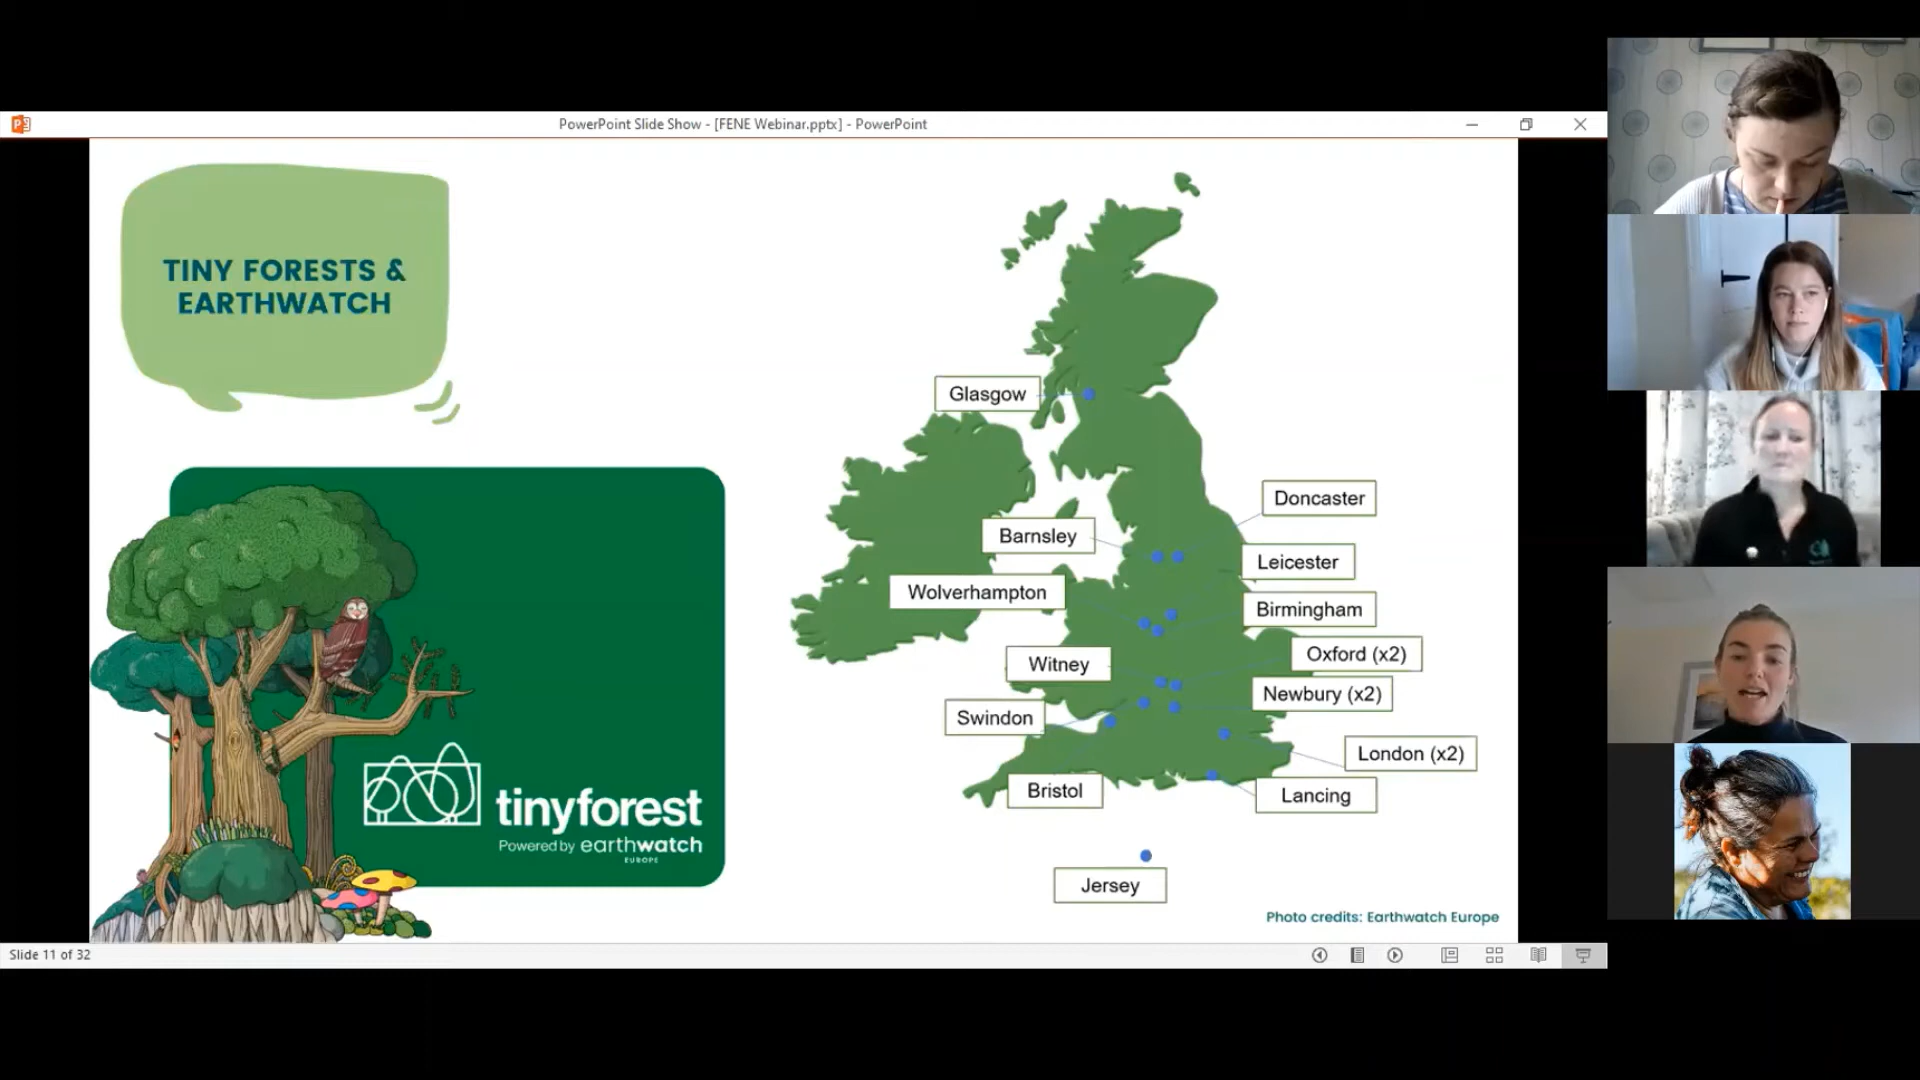 PowerPoint Slide Show - [FENE Webinar.pptx] - PowerPoint
TINY FORESTS &
EARTHWATCH
Glasgow
Doncaster
Barnsley
Leicester
Wolverhampton
Birmingham
Oxford (x2)
Witney
Newbury (x2)
Swindon
London (x2)
Bristol
Lancing
Jersey
tinyforest
Powered by earthwatch
EUROPE
Photo credits: Earthwatch Europe
Slide 11 of 32